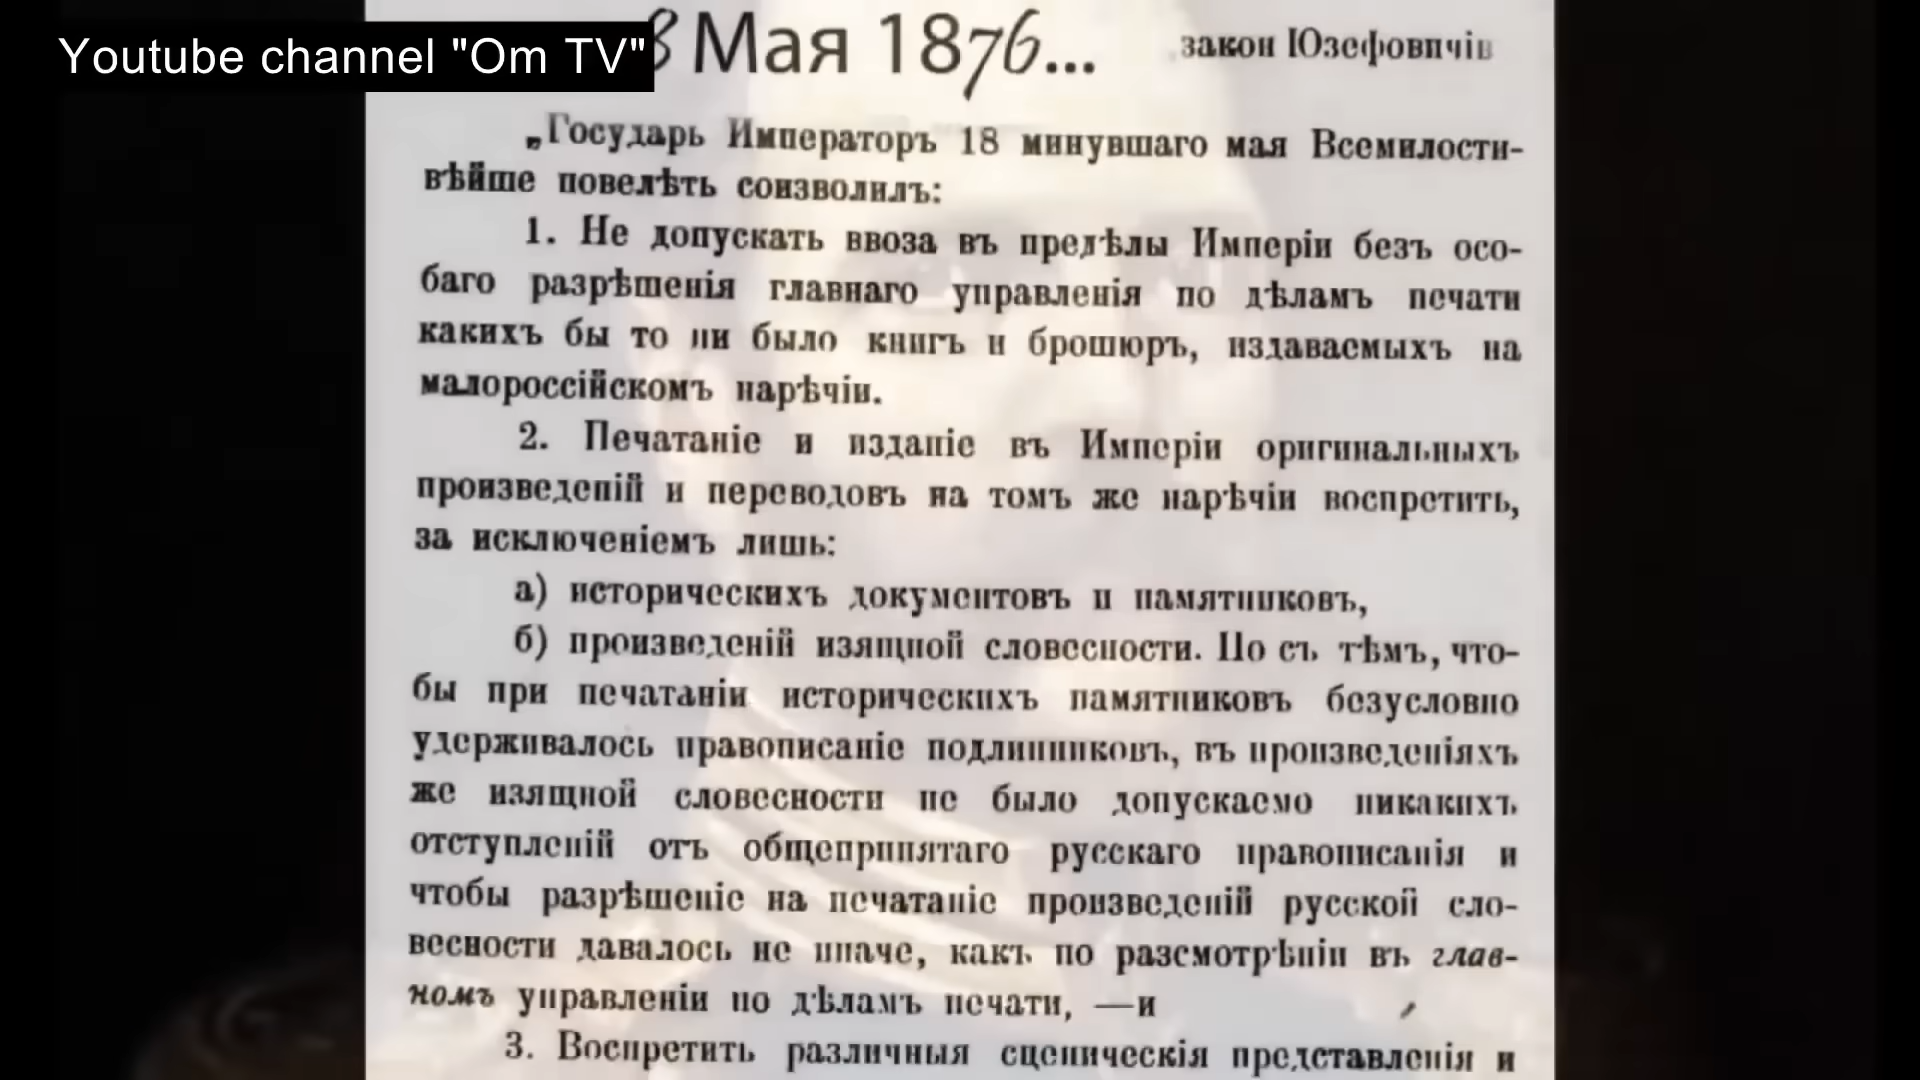 Youtube channel "Om TV"
8 Мая 1876...
закон Юзефовичів
„Государь Императоръ 18 минувшаго мая Всемилости-
вѣйше повелѣть соизволилъ:
1. Не допускать ввоза въ предѣлы Имперіи безъ осо-
баго разрѣшенія главнаго управленія по дѣламъ печати
какихъ бы то ни было книгъ и брошюръ, издаваемыхъ на
малороссійскомъ нарѣчіи.
2. Печатаніе и изданіе въ Имперіи оригинальныхъ
произведеній и переводовъ на томъ же нарѣчіи воспретить,
за исключеніемъ лишь:
а) историческихъ документовъ и памятниковъ,
б) произведеній изящной словесности. Но съ тѣмъ, что-
бы при печатаніи историческихъ памятниковъ безусловно
удерживалось правописаніе подлинниковъ, въ произведеніяхъ
же изящной словесности не было допускаемо никакихъ
отступленій отъ общепринятаго русскаго правописанія и
чтобы разрѣшеніе на печатаніе произведеній русской сло-
весности давалось не иначе, какъ по разсмотрѣніи въ глав-
номъ управленіи по дѣламъ печати, —и
3. Воспретить различныя сценическія представленія и